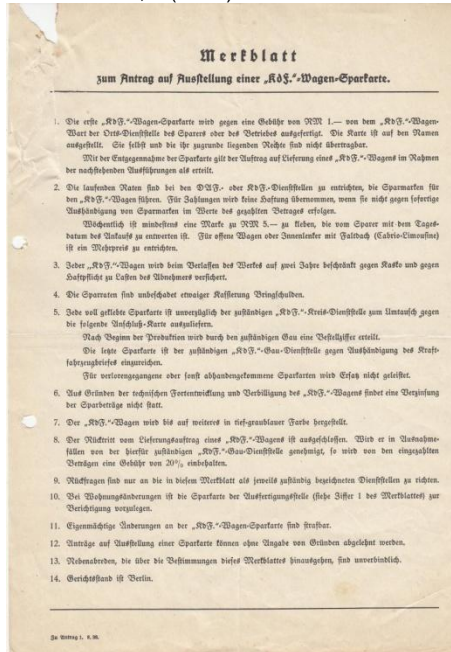 Merkblatt
zum Antrag auf Ausstellung einer „KdF.“-Wagen-Sparkarte.
1. Die erste „KdF.“-Wagen-Sparkarte wird gegen eine Gebühr von RM 1.— von dem „KdF.“-Wagen-
Wart der Orts-Dienststelle des Sparers oder des Betriebes ausgefertigt. Die Karte ist auf den Namen
ausgestellt. Sie selbst und die ihr zugrunde liegenden Rechte sind nicht übertragbar.
Mit der Entgegennahme der Sparkarte gilt der Auftrag auf Lieferung eines „KdF.“-Wagens im Rahmen
der nachstehenden Ausführungen als erteilt.
2. Die laufenden Raten sind bei den DAF.- oder KdF.-Dienststellen zu entrichten, die Sparmarken für
den „KdF.“-Wagen führen. Für Zahlungen wird keine Haftung übernommen, wenn sie nicht gegen sofortige
Aushändigung von Sparmarken im Werte des gezahlten Betrages erfolgen.
Wöchentlich ist mindestens eine Marke zu RM 5.— zu kleben, die vom Sparer mit dem Tages-
datum des Ankaufs zu entwerten ist. Für offene Wagen oder Innenlenker mit Faltdach (Cabrio-Limousine)
ist ein Mehrpreis zu entrichten.
3. Jeder „KdF.“-Wagen wird beim Verlassen des Werkes auf zwei Jahre beschränkt gegen Kasko und gegen
Haftpflicht zu Lasten des Abnehmers versichert.
4. Die Sparraten sind unbeschadet etwaiger Kassierung Bringschulden.
5. Jede voll geklebte Sparkarte ist unverzüglich der zuständigen „KdF.“-Kreis-Dienststelle zum Umtausch gegen
die folgende Anschluß-Karte auszuliefern.
Nach Beginn der Produktion wird durch den zuständigen Gau eine Bestellziffer erteilt.
Die letzte Sparkarte ist der zuständigen „KdF.“-Gau-Dienststelle gegen Aushändigung des Kraft-
fahrzeugbriefes einzureichen.
Für verlorengegangene oder sonst abhandengekommene Sparkarten wird Ersatz nicht geleistet.
6. Aus Gründen der technischen Fortentwicklung und Verbilligung des „KdF.“-Wagens findet eine Verzinsung
der Sparbeträge nicht statt.
7. Der „KdF.“-Wagen wird bis auf weiteres in tief-graublauer Farbe hergestellt.
8. Der Rücktritt vom Lieferungsauftrag eines „KdF.“-Wagens ist ausgeschlossen. Wird er in Ausnahme-
fällen von der hierfür zuständigen „KdF.“-Gau-Dienststelle genehmigt, so wird von den eingezahlten
Beträgen eine Gebühr von 20% einbehalten.
9. Rückfragen sind nur an die in diesem Merkblatt als jeweils zuständig bezeichneten Dienststellen zu richten.
10. Bei Wohnungsänderungen ist die Sparkarte der Ausfertigungsstelle (siehe Ziffer 1 des Merkblattes) zur
Berichtigung vorzulegen.
11. Eigenmächtige Änderungen an der „KdF.“-Wagen-Sparkarte sind strafbar.
12. Anträge auf Ausstellung einer Sparkarte können ohne Angabe von Gründen abgelehnt werden.
13. Nebenabreden, die über die Bestimmungen dieses Merkblattes hinausgehen, sind unverbindlich.
14. Gerichtsstand ist Berlin.
Zu Antrag 1.